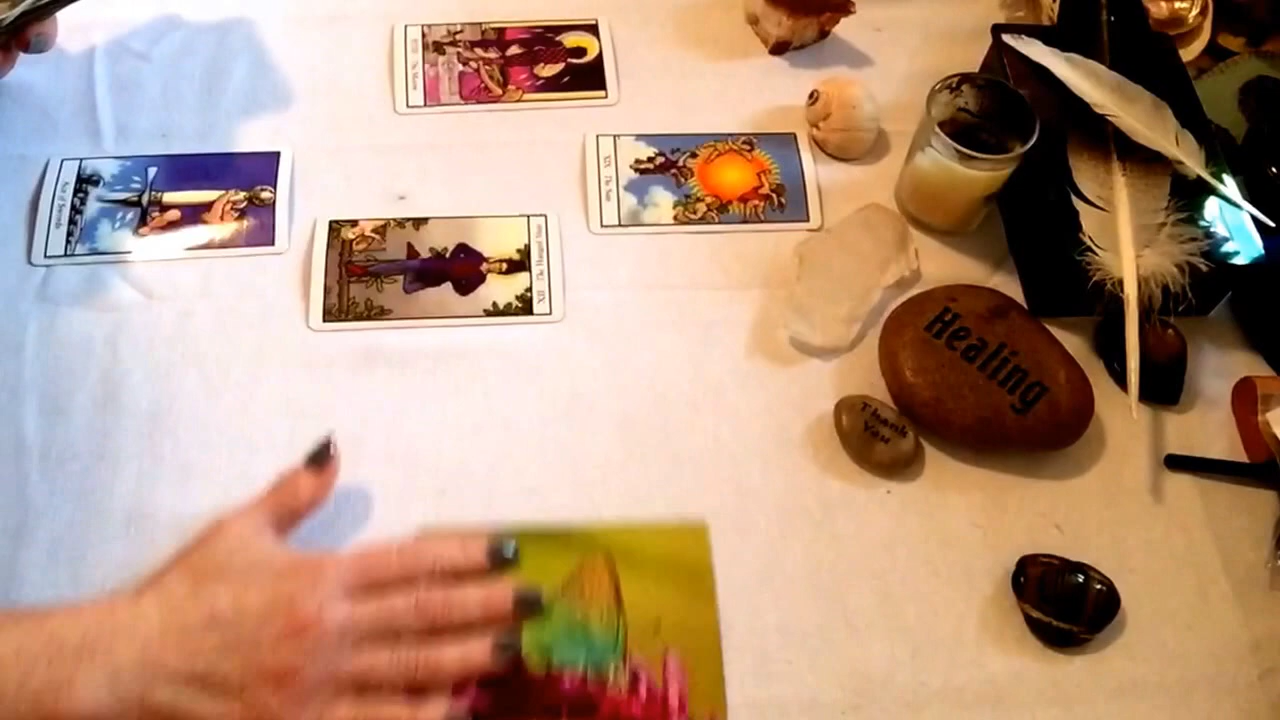 XVIII The Moon
XIX The Sun
Ace of Swords
XII The Hanged Man
Healing
Thank
You